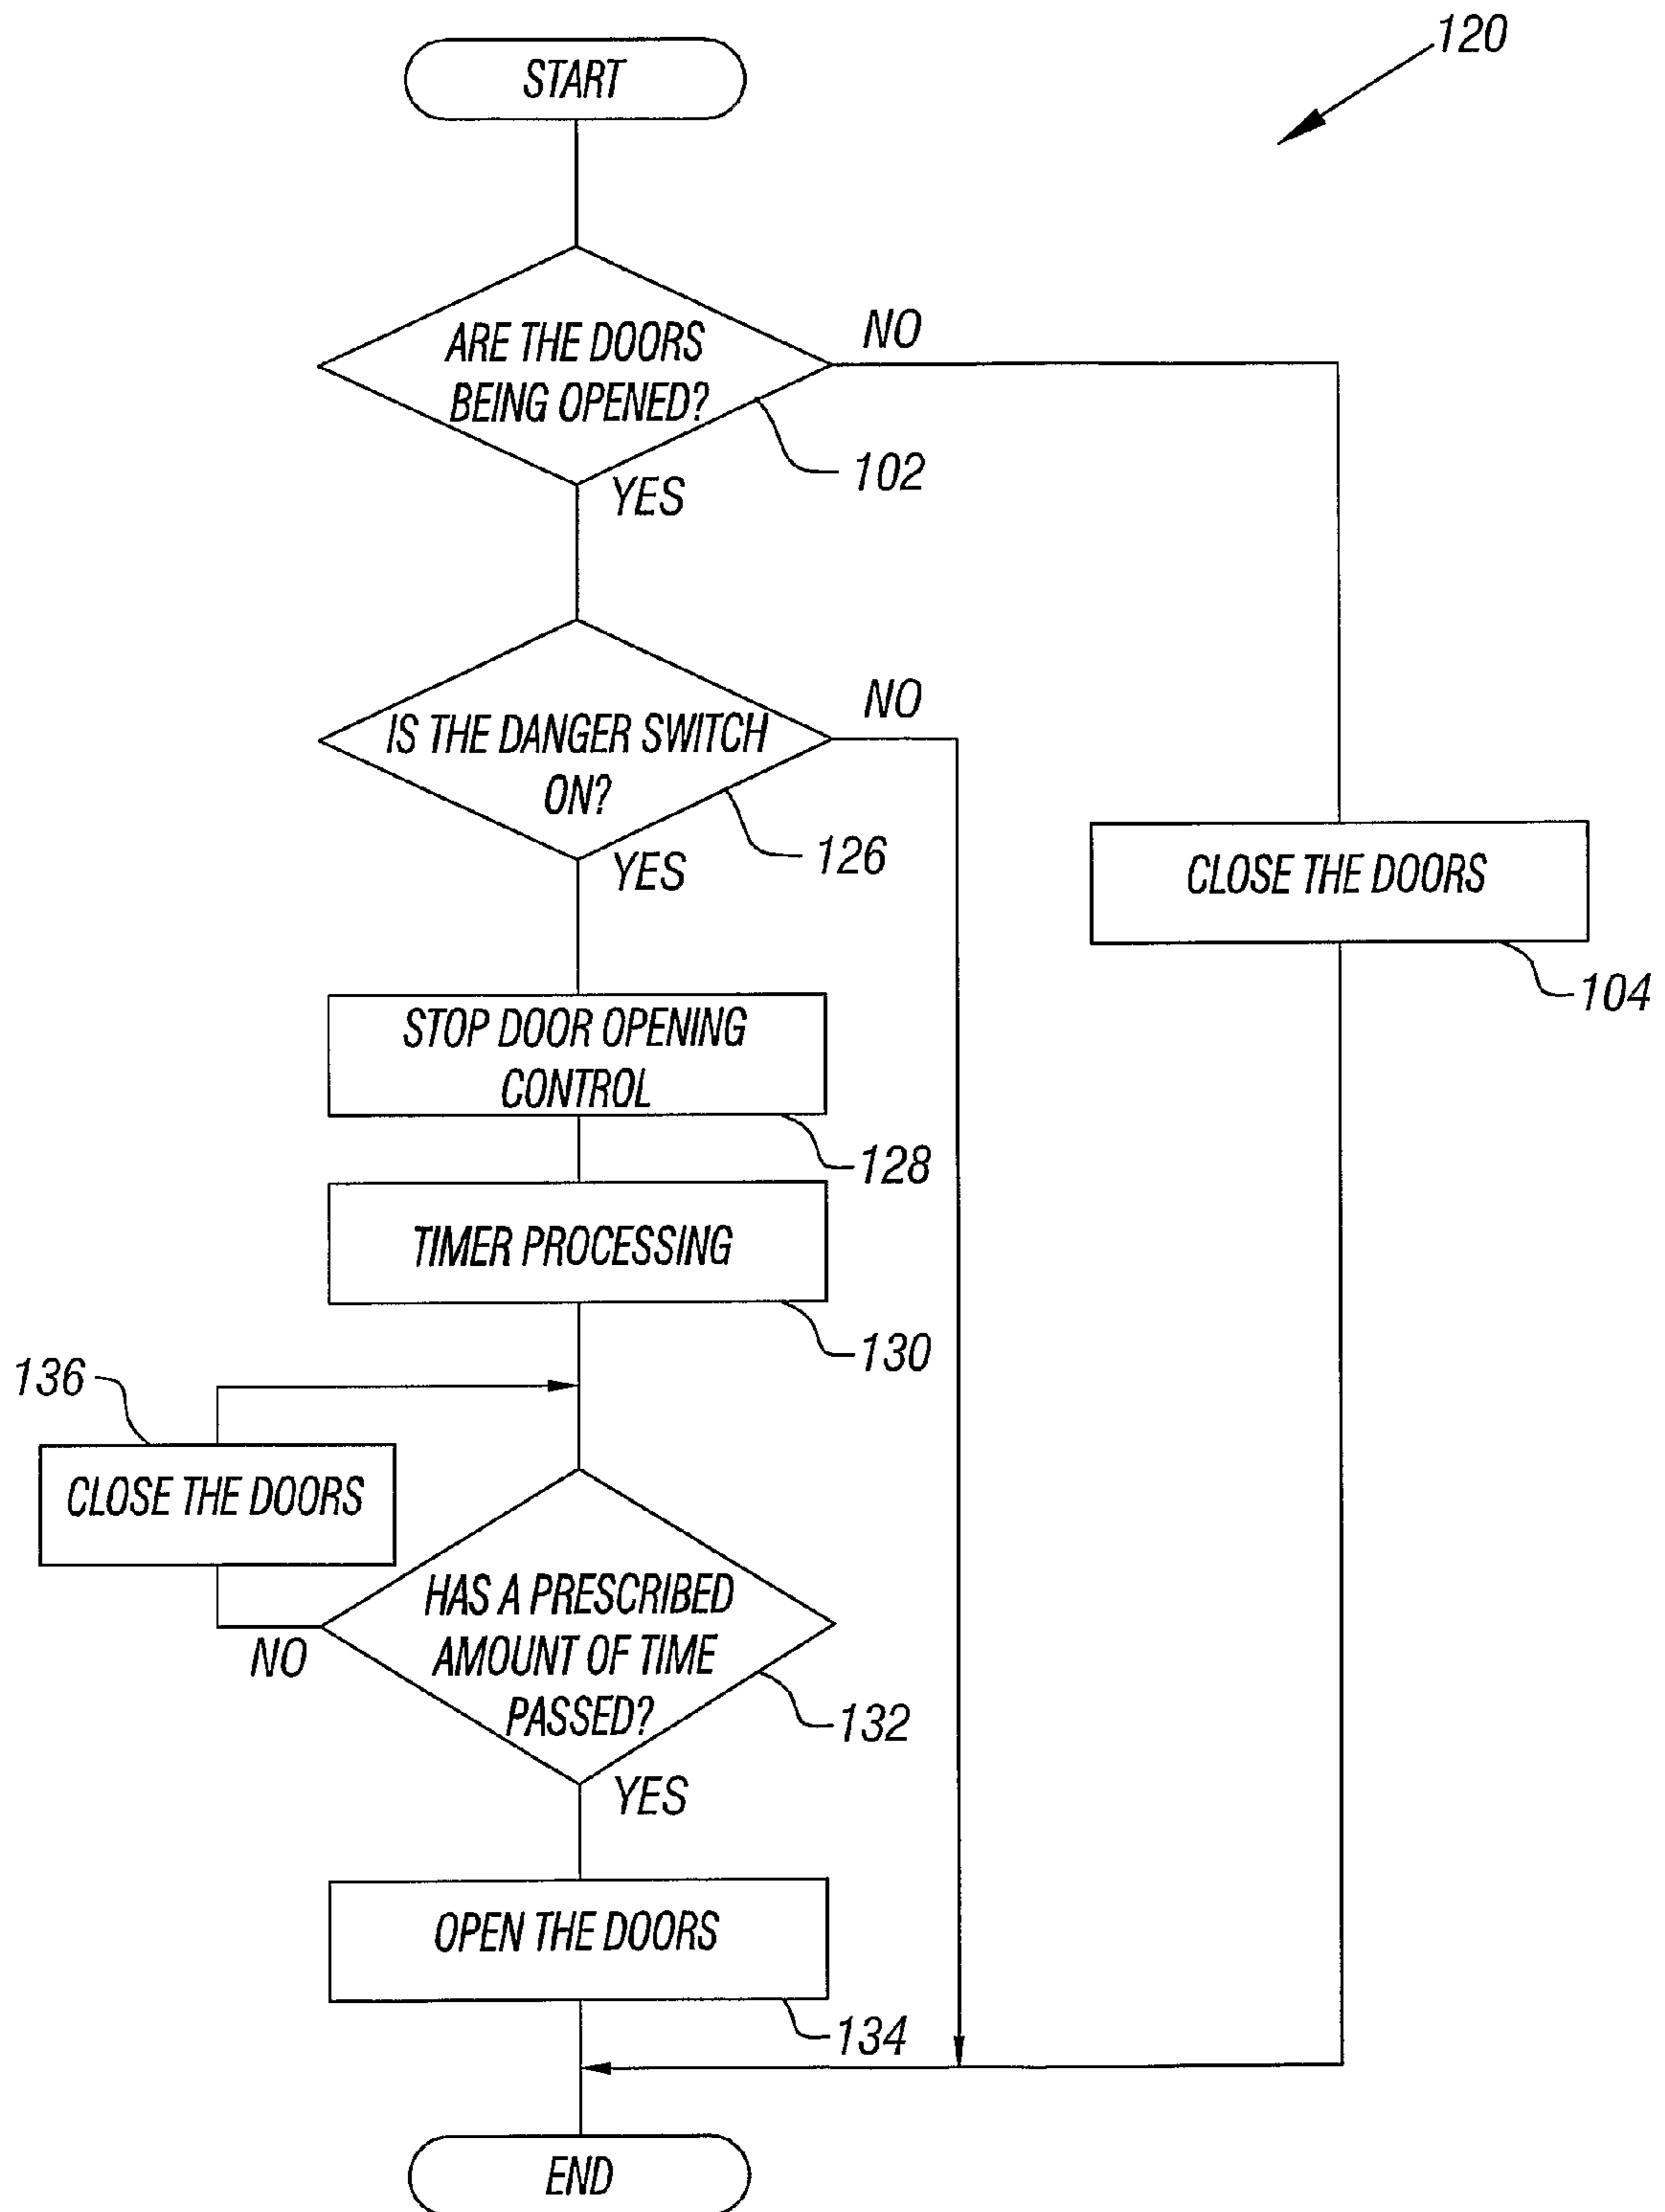 120
START
ARE THE DOORS
BEING OPENED?
NO
102
YES
IS THE DANGER SWITCH
ON?
NO
126
YES
CLOSE THE DOORS
104
STOP DOOR OPENING
CONTROL
128
TIMER PROCESSING
130
136
CLOSE THE DOORS
HAS A PRESCRIBED
AMOUNT OF TIME
PASSED?
NO
132
YES
OPEN THE DOORS
134
END